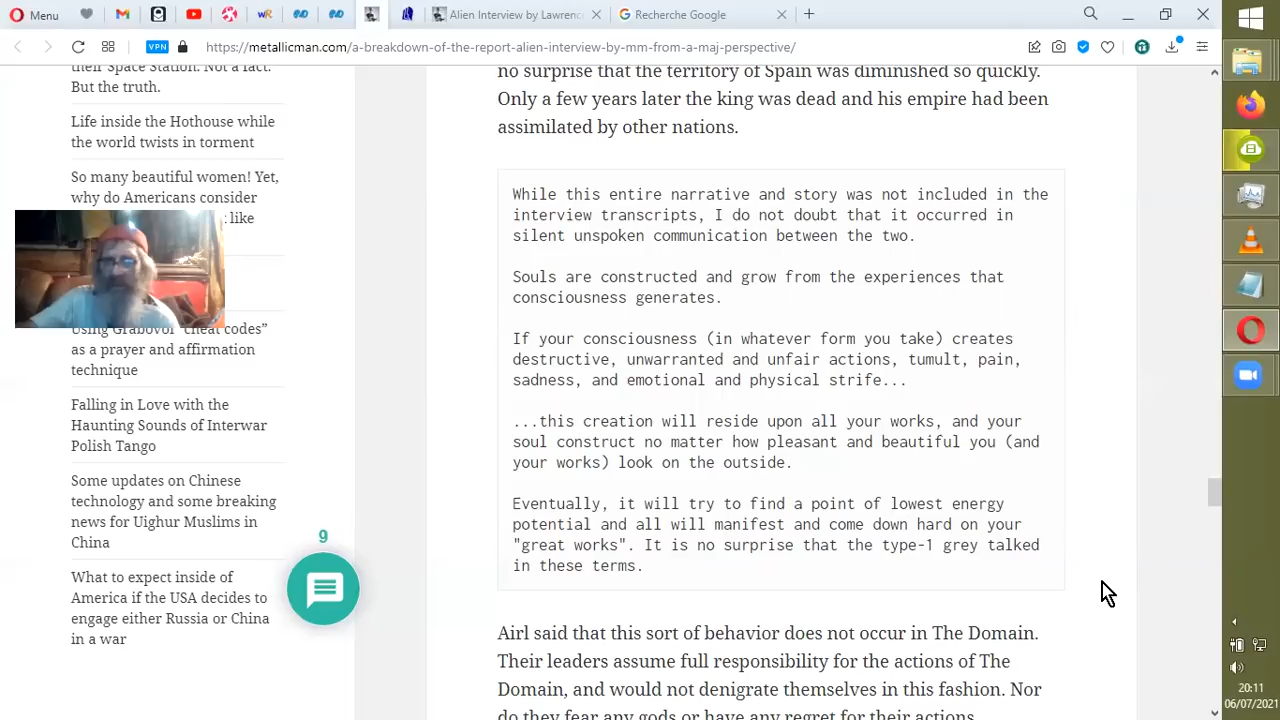 Menu
Alien Interview by Lawrenc
Recherche Google
VPN
https://metallicman.com/a-breakdown-of-the-report-alien-interview-by-mm-from-a-maj-perspective/
their Space Station. Not a fact.
But the truth.
Life inside the Hothouse while
the world twists in torment
So many beautiful women! Yet,
why do Americans consider
like
Using Grabovoi “cheat codes”
as a prayer and affirmation
technique
Falling in Love with the
Haunting Sounds of Interwar
Polish Tango
Some updates on Chinese
technology and some breaking
news for Uighur Muslims in
China
What to expect inside of
America if the USA decides to
engage either Russia or China
in a war
9
no surprise that the territory of Spain was diminished so quickly.
Only a few years later the king was dead and his empire had been
assimilated by other nations.
While this entire narrative and story was not included in the
interview transcripts, I do not doubt that it occurred in
silent unspoken communication between the two.
Souls are constructed and grow from the experiences that
consciousness generates.
If your consciousness (in whatever form you take) creates
destructive, unwarranted and unfair actions, tumult, pain,
sadness, and emotional and physical strife...
...this creation will reside upon all your works, and your
soul construct no matter how pleasant and beautiful you (and
your works) look on the outside.
Eventually, it will try to find a point of lowest energy
potential and all will manifest and come down hard on your
"great works". It is no surprise that the type-1 grey talked
in these terms.
Airl said that this sort of behavior does not occur in The Domain.
Their leaders assume full responsibility for the actions of The
Domain, and would not denigrate themselves in this fashion. Nor
do they fear any gods or have any regret for their actions
20:11
06/07/2021